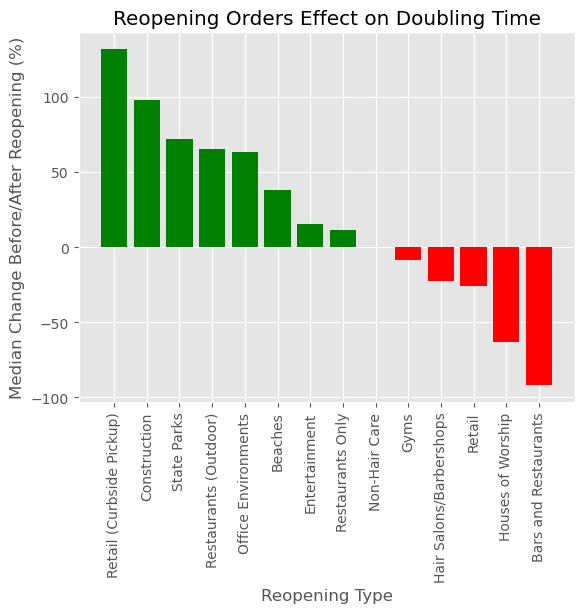 Reopening Orders Effect on Doubling Time
Median Change Before/After Reopening (%)
100
50
0
−50
−100
Retail (Curbside Pickup)
Construction
State Parks
Restaurants (Outdoor)
Office Environments
Beaches
Entertainment
Restaurants Only
Non-Hair Care
Gyms
Hair Salons/Barbershops
Retail
Houses of Worship
Bars and Restaurants
Reopening Type